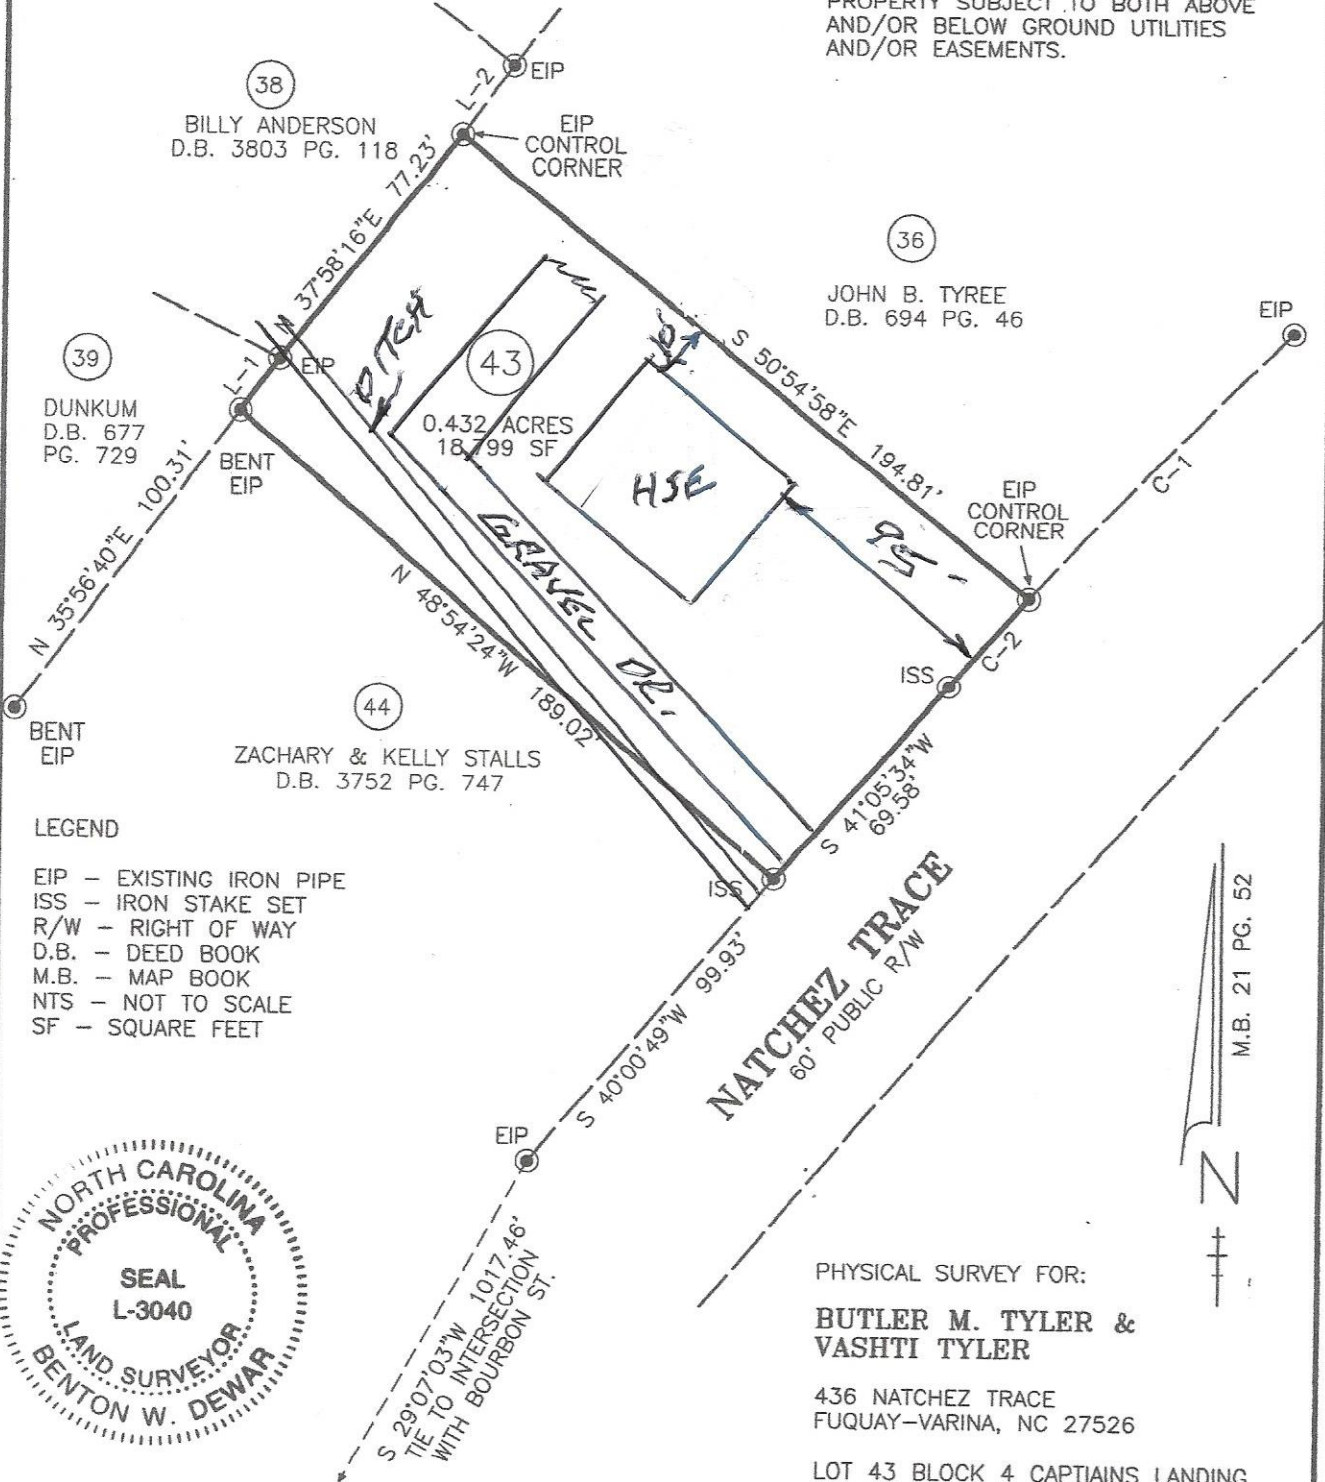 PROPERTY SUBJECT TO BOTH ABOVE
AND/OR BELOW GROUND UTILITIES
AND/OR EASEMENTS.
EIP
L-2
38
BILLY ANDERSON
D.B. 3803 PG. 118
EIP
CONTROL
CORNER
N 37°58'16"E 77.23'
36
JOHN B. TYREE
D.B. 694 PG. 46
EIP
39
DUNKUM
D.B. 677
PG. 729
L-1
EIP
DITCH
43
0.432 ACRES
18,799 SF
S 50°54'58"E 194.81'
BENT
EIP
HSE
95'
EIP
CONTROL
CORNER
C-1
N 35°56'40"E 100.31'
GRAVEL DR.
N 48°54'24"W 189.02'
C-2
ISS
BENT
EIP
44
ZACHARY & KELLY STALLS
D.B. 3752 PG. 747
S 41°05'34"W
69.58'
LEGEND
EIP – EXISTING IRON PIPE
ISS – IRON STAKE SET
R/W – RIGHT OF WAY
D.B. – DEED BOOK
M.B. – MAP BOOK
NTS – NOT TO SCALE
SF – SQUARE FEET
ISS
NATCHEZ TRACE
60' PUBLIC R/W
S 40°00'49"W 99.93'
M.B. 21 PG. 52
N
EIP
S 29°07'03"W 1017.46'
TIE TO INTERSECTION
WITH BOURBON ST.
NORTH CAROLINA
PROFESSIONAL
SEAL
L-3040
LAND SURVEYOR
BENTON W. DEWAR
PHYSICAL SURVEY FOR:
BUTLER M. TYLER &
VASHTI TYLER
436 NATCHEZ TRACE
FUQUAY-VARINA, NC 27526
LOT 43 BLOCK 4 CAPTIAINS LANDING